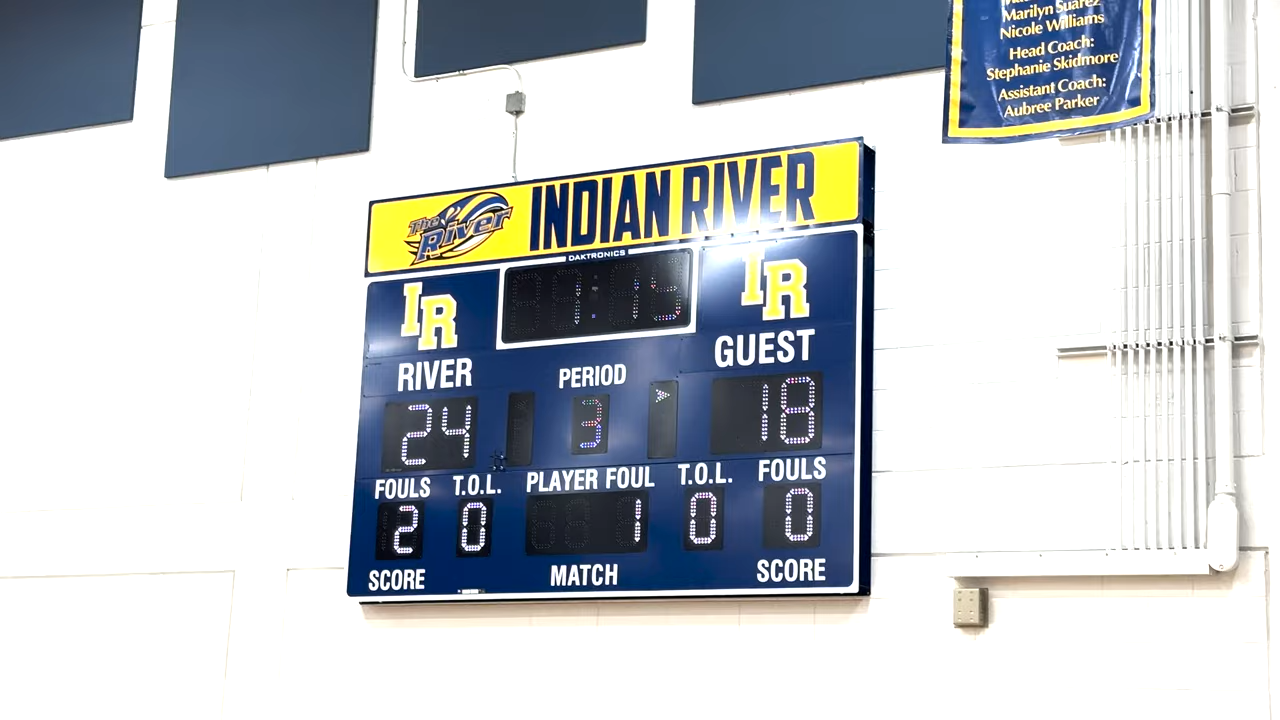 Marilyn Suarez
Nicole Williams
Head Coach:
Stephanie Skidmore
Assistant Coach:
Aubree Parker
The River
INDIAN RIVER
DAKTRONICS
IR
IR
RIVER
GUEST
PERIOD
24
3
18
FOULS
T.O.L.
PLAYER FOUL
T.O.L.
FOULS
2
0
1
0
0
SCORE
MATCH
SCORE